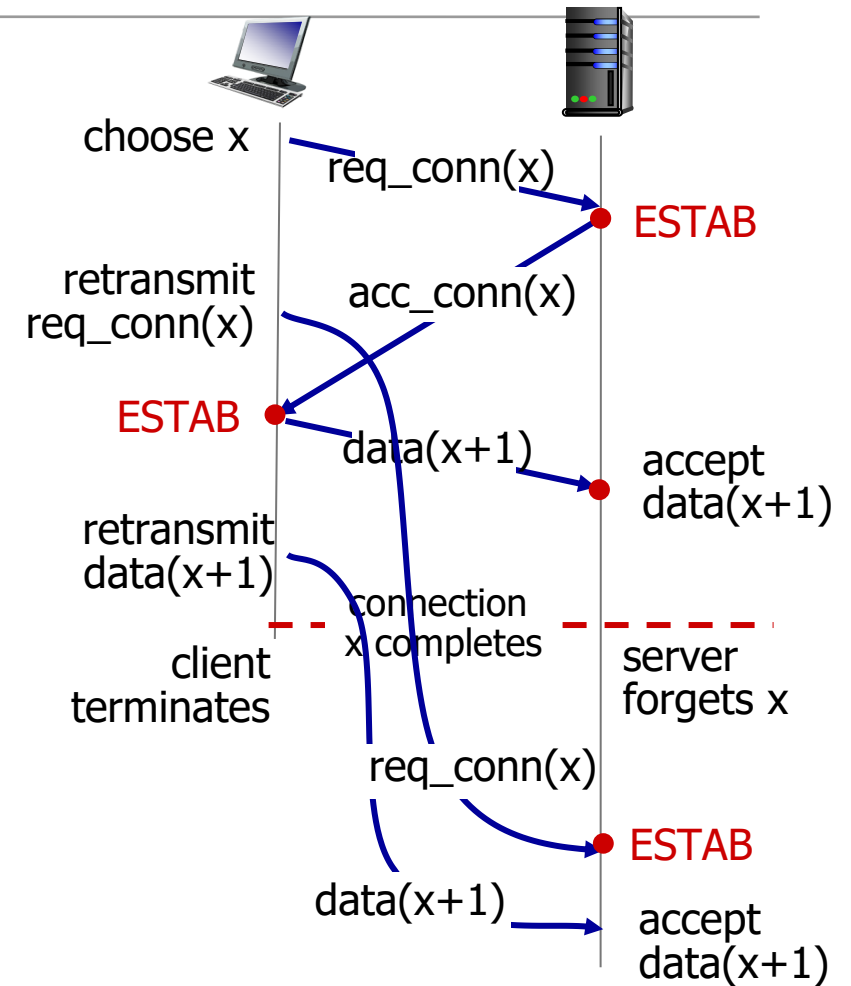 choose x
req_conn(x)
ESTAB
retransmit
req_conn(x)
acc_conn(x)
ESTAB
data(x+1)
accept
data(x+1)
retransmit
data(x+1)
connection
x completes
client
terminates
server
forgets x
req_conn(x)
ESTAB
data(x+1)
accept
data(x+1)